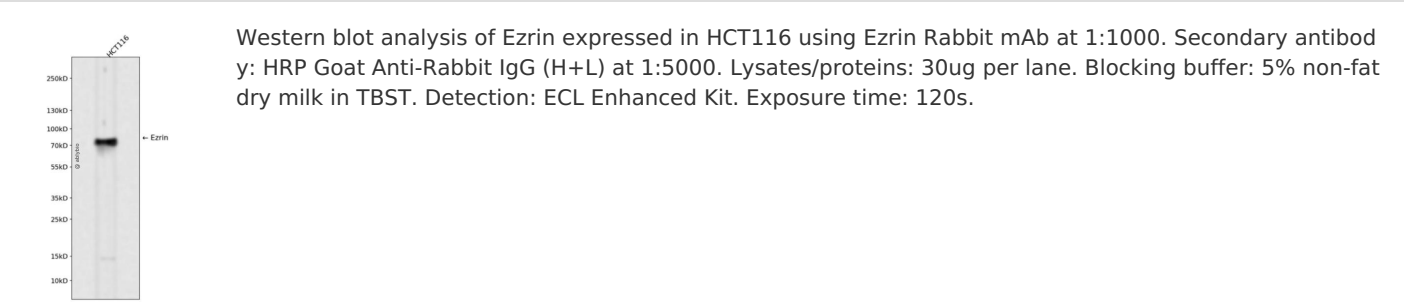 HCT116
250kD
130kD
100kD
70kD
55kD
35kD
25kD
15kD
10kD
← Ezrin
@ abybio
Western blot analysis of Ezrin expressed in HCT116 using Ezrin Rabbit mAb at 1:1000. Secondary antibod
y: HRP Goat Anti-Rabbit IgG (H+L) at 1:5000. Lysates/proteins: 30ug per lane. Blocking buffer: 5% non-fat
dry milk in TBST. Detection: ECL Enhanced Kit. Exposure time: 120s.